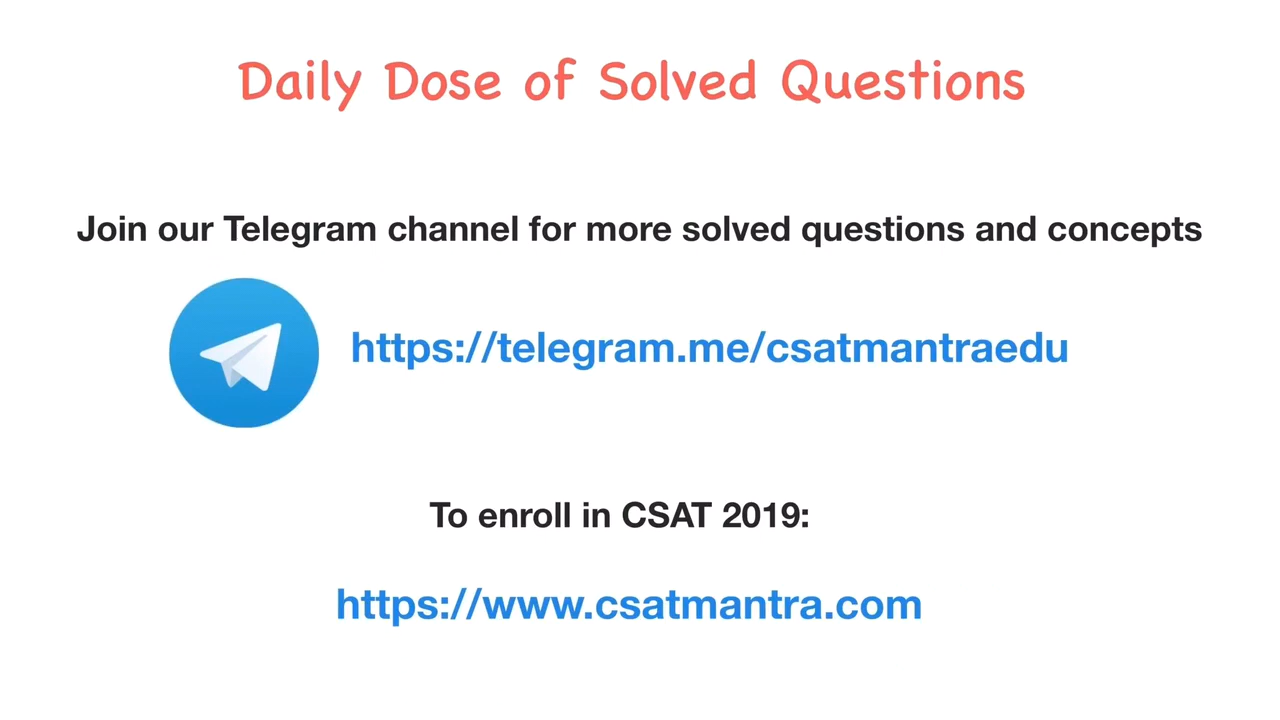 Daily Dose of Solved Questions
Join our Telegram channel for more solved questions and concepts
https://telegram.me/csatmantraedu
To enroll in CSAT 2019:
https://www.csatmantra.com